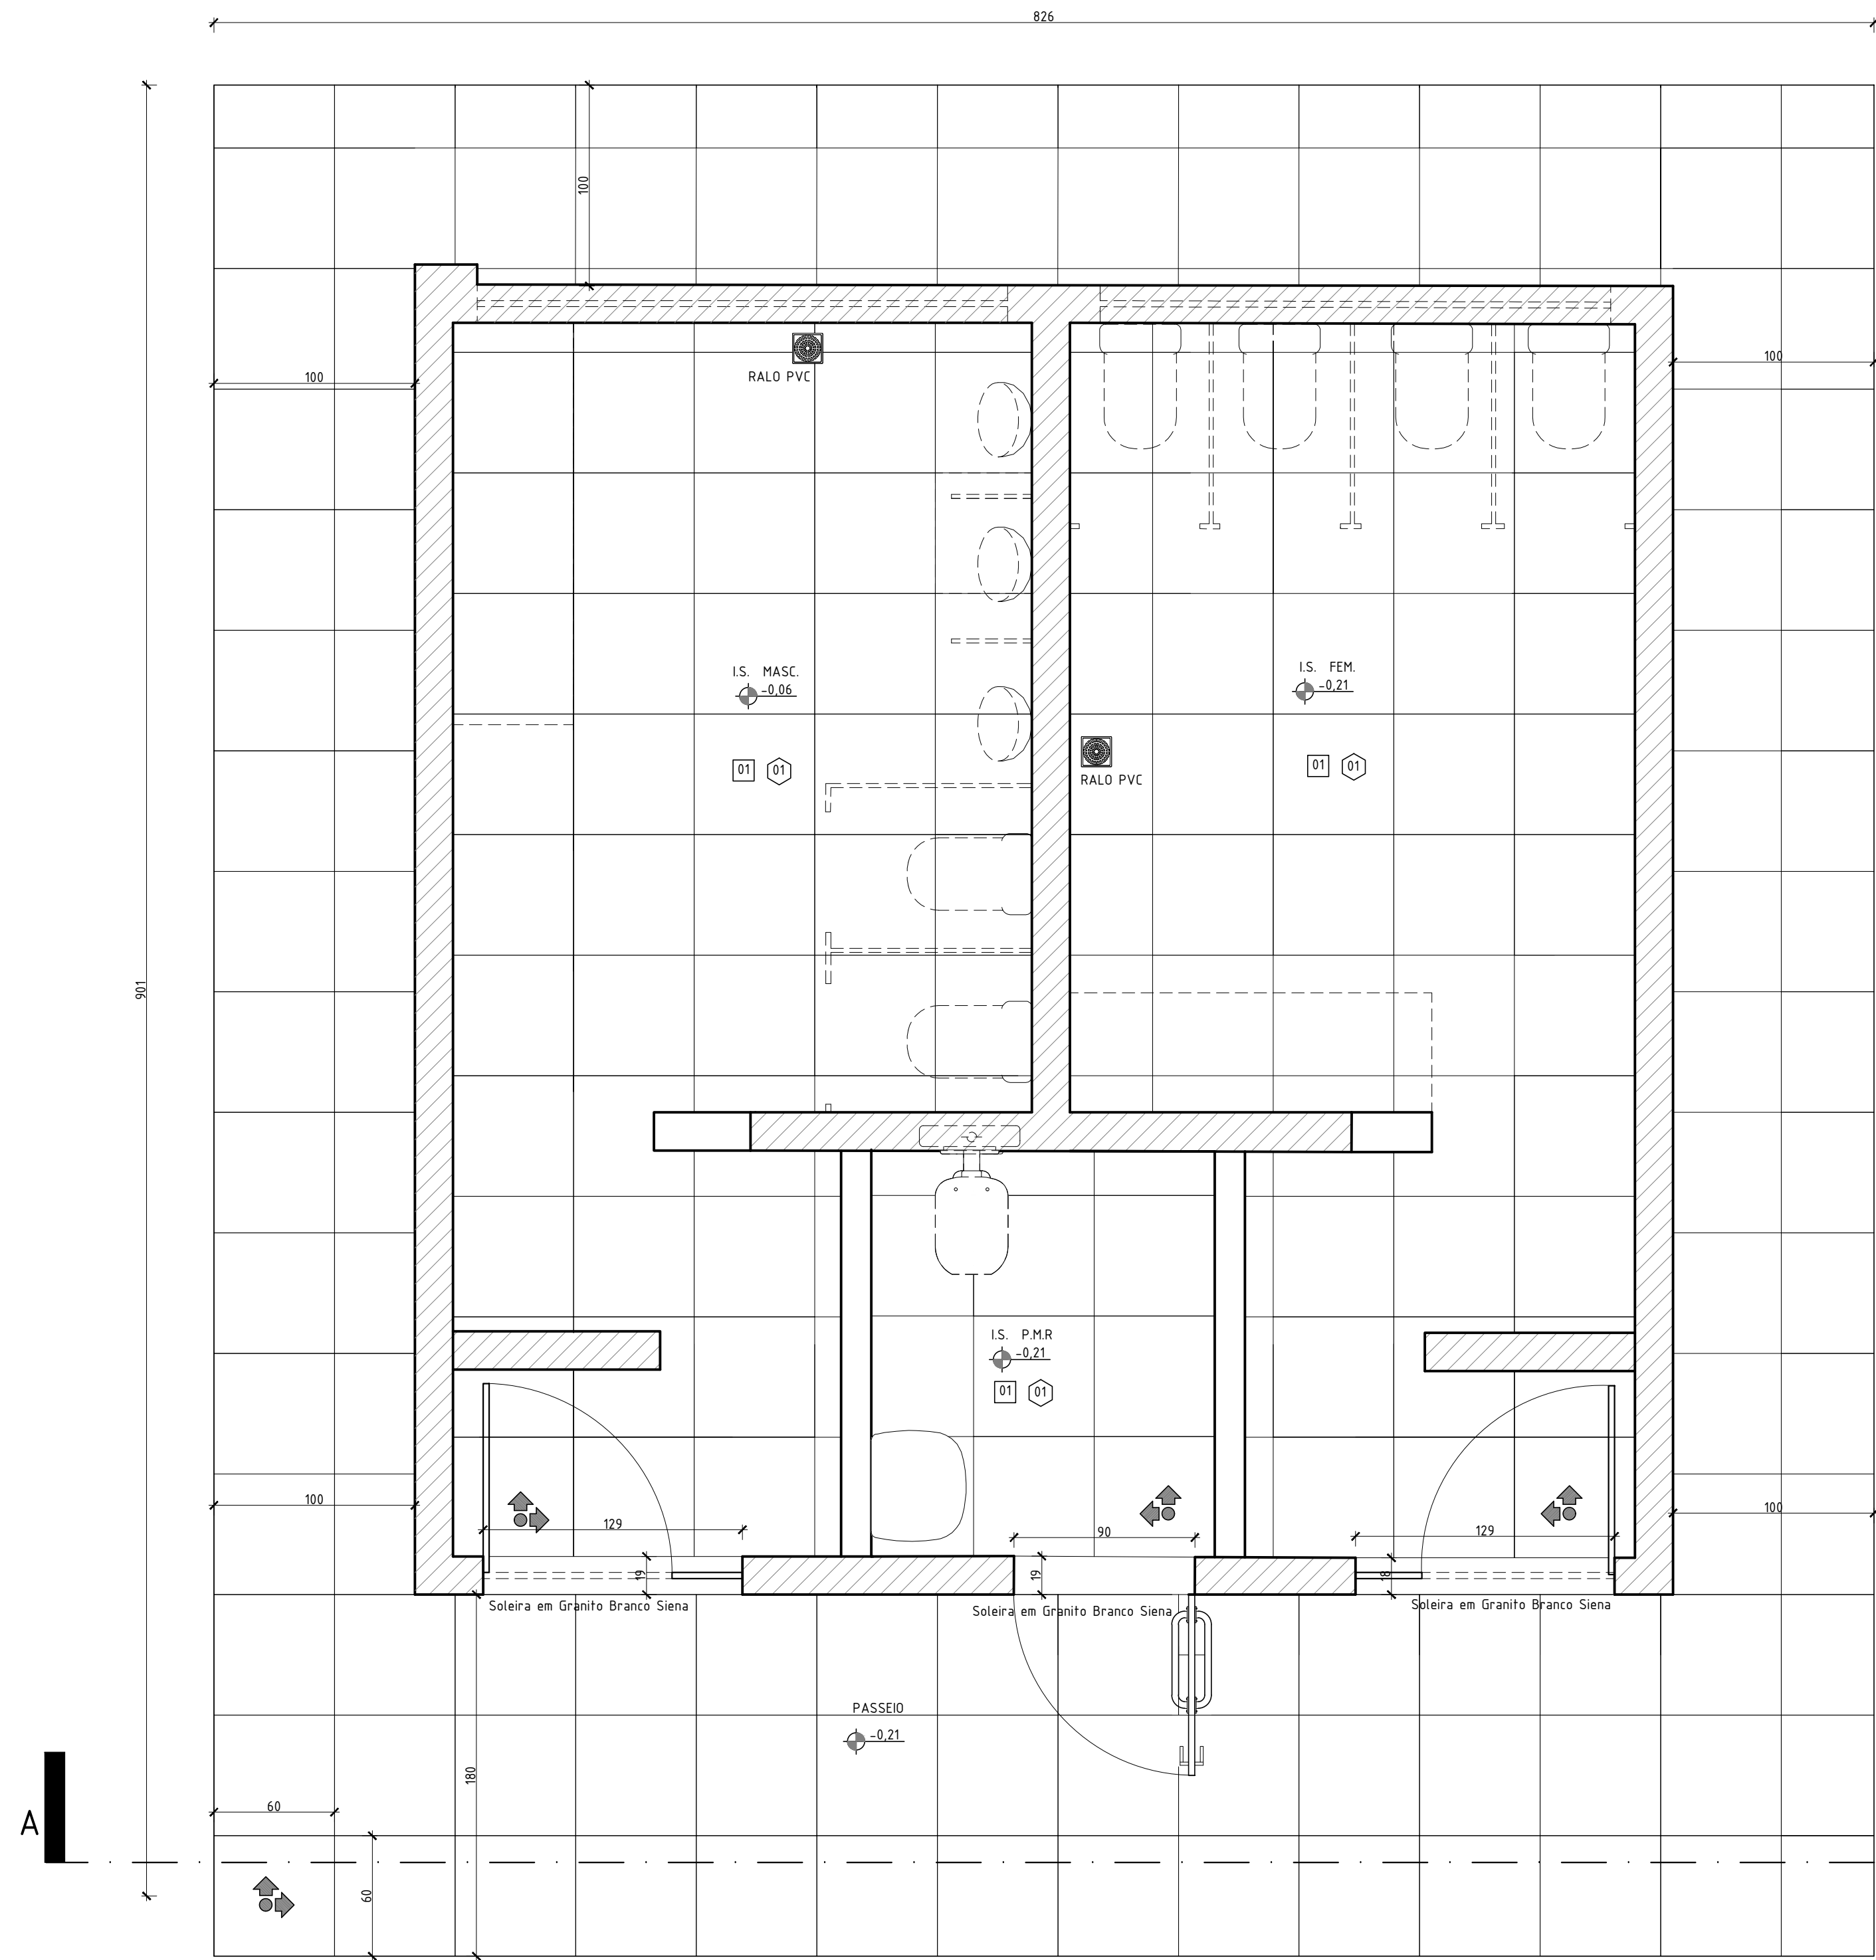 826
100
100
100
RALO PVC
I.S. FEM.
-0,21
I.S. MASC.
-0,06
01
01
01
01
RALO PVC
901
I.S. P.M.R
-0,21
01
01
100
100
129
90
129
19
19
18
Soleira em Granito Branco Siena
Soleira em Granito Branco Siena
Soleira em Granito Branco Siena
PASSEIO
-0,21
180
60
A
60